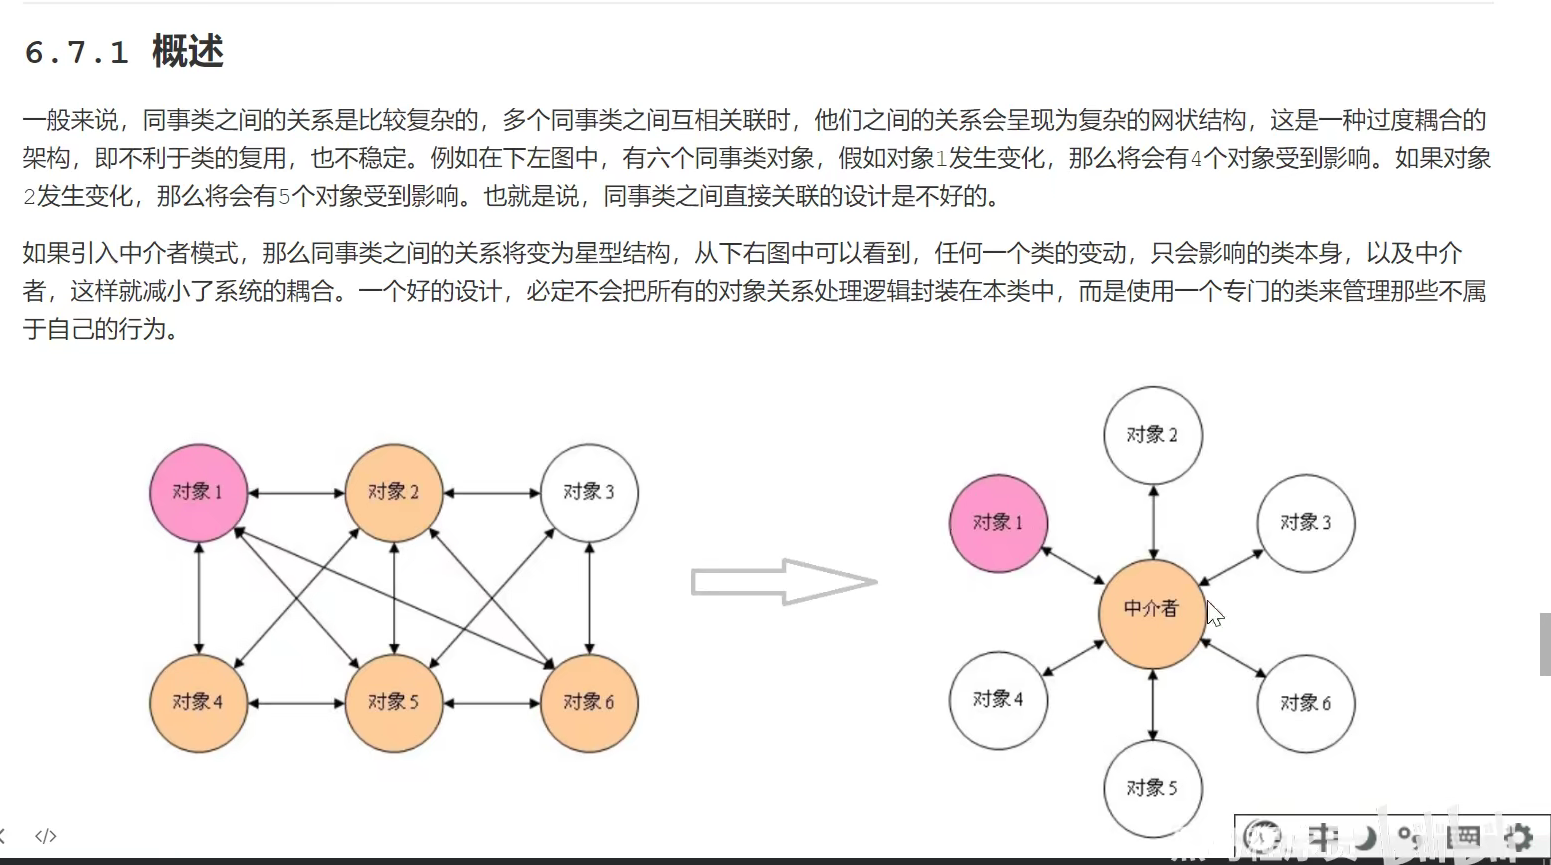 6.7.1 概述
一般来说，同事类之间的关系是比较复杂的，多个同事类之间互相关联时，他们之间的关系会呈现为复杂的网状结构，这是一种过度耦合的
架构，即不利于类的复用，也不稳定。例如在下左图中，有六个同事类对象，假如对象1发生变化，那么将会有4个对象受到影响。如果对象
2发生变化，那么将会有5个对象受到影响。也就是说，同事类之间直接关联的设计是不好的。
如果引入中介者模式，那么同事类之间的关系将变为星型结构，从下右图中可以看到，任何一个类的变动，只会影响的类本身，以及中介
者，这样就减小了系统的耦合。一个好的设计，必定不会把所有的对象关系处理逻辑封装在本类中，而是使用一个专门的类来管理那些不属
于自己的行为。
对象1
对象2
对象3
对象4
对象5
对象6
对象2
对象1
对象3
中介者
对象4
对象6
对象5
</>
中